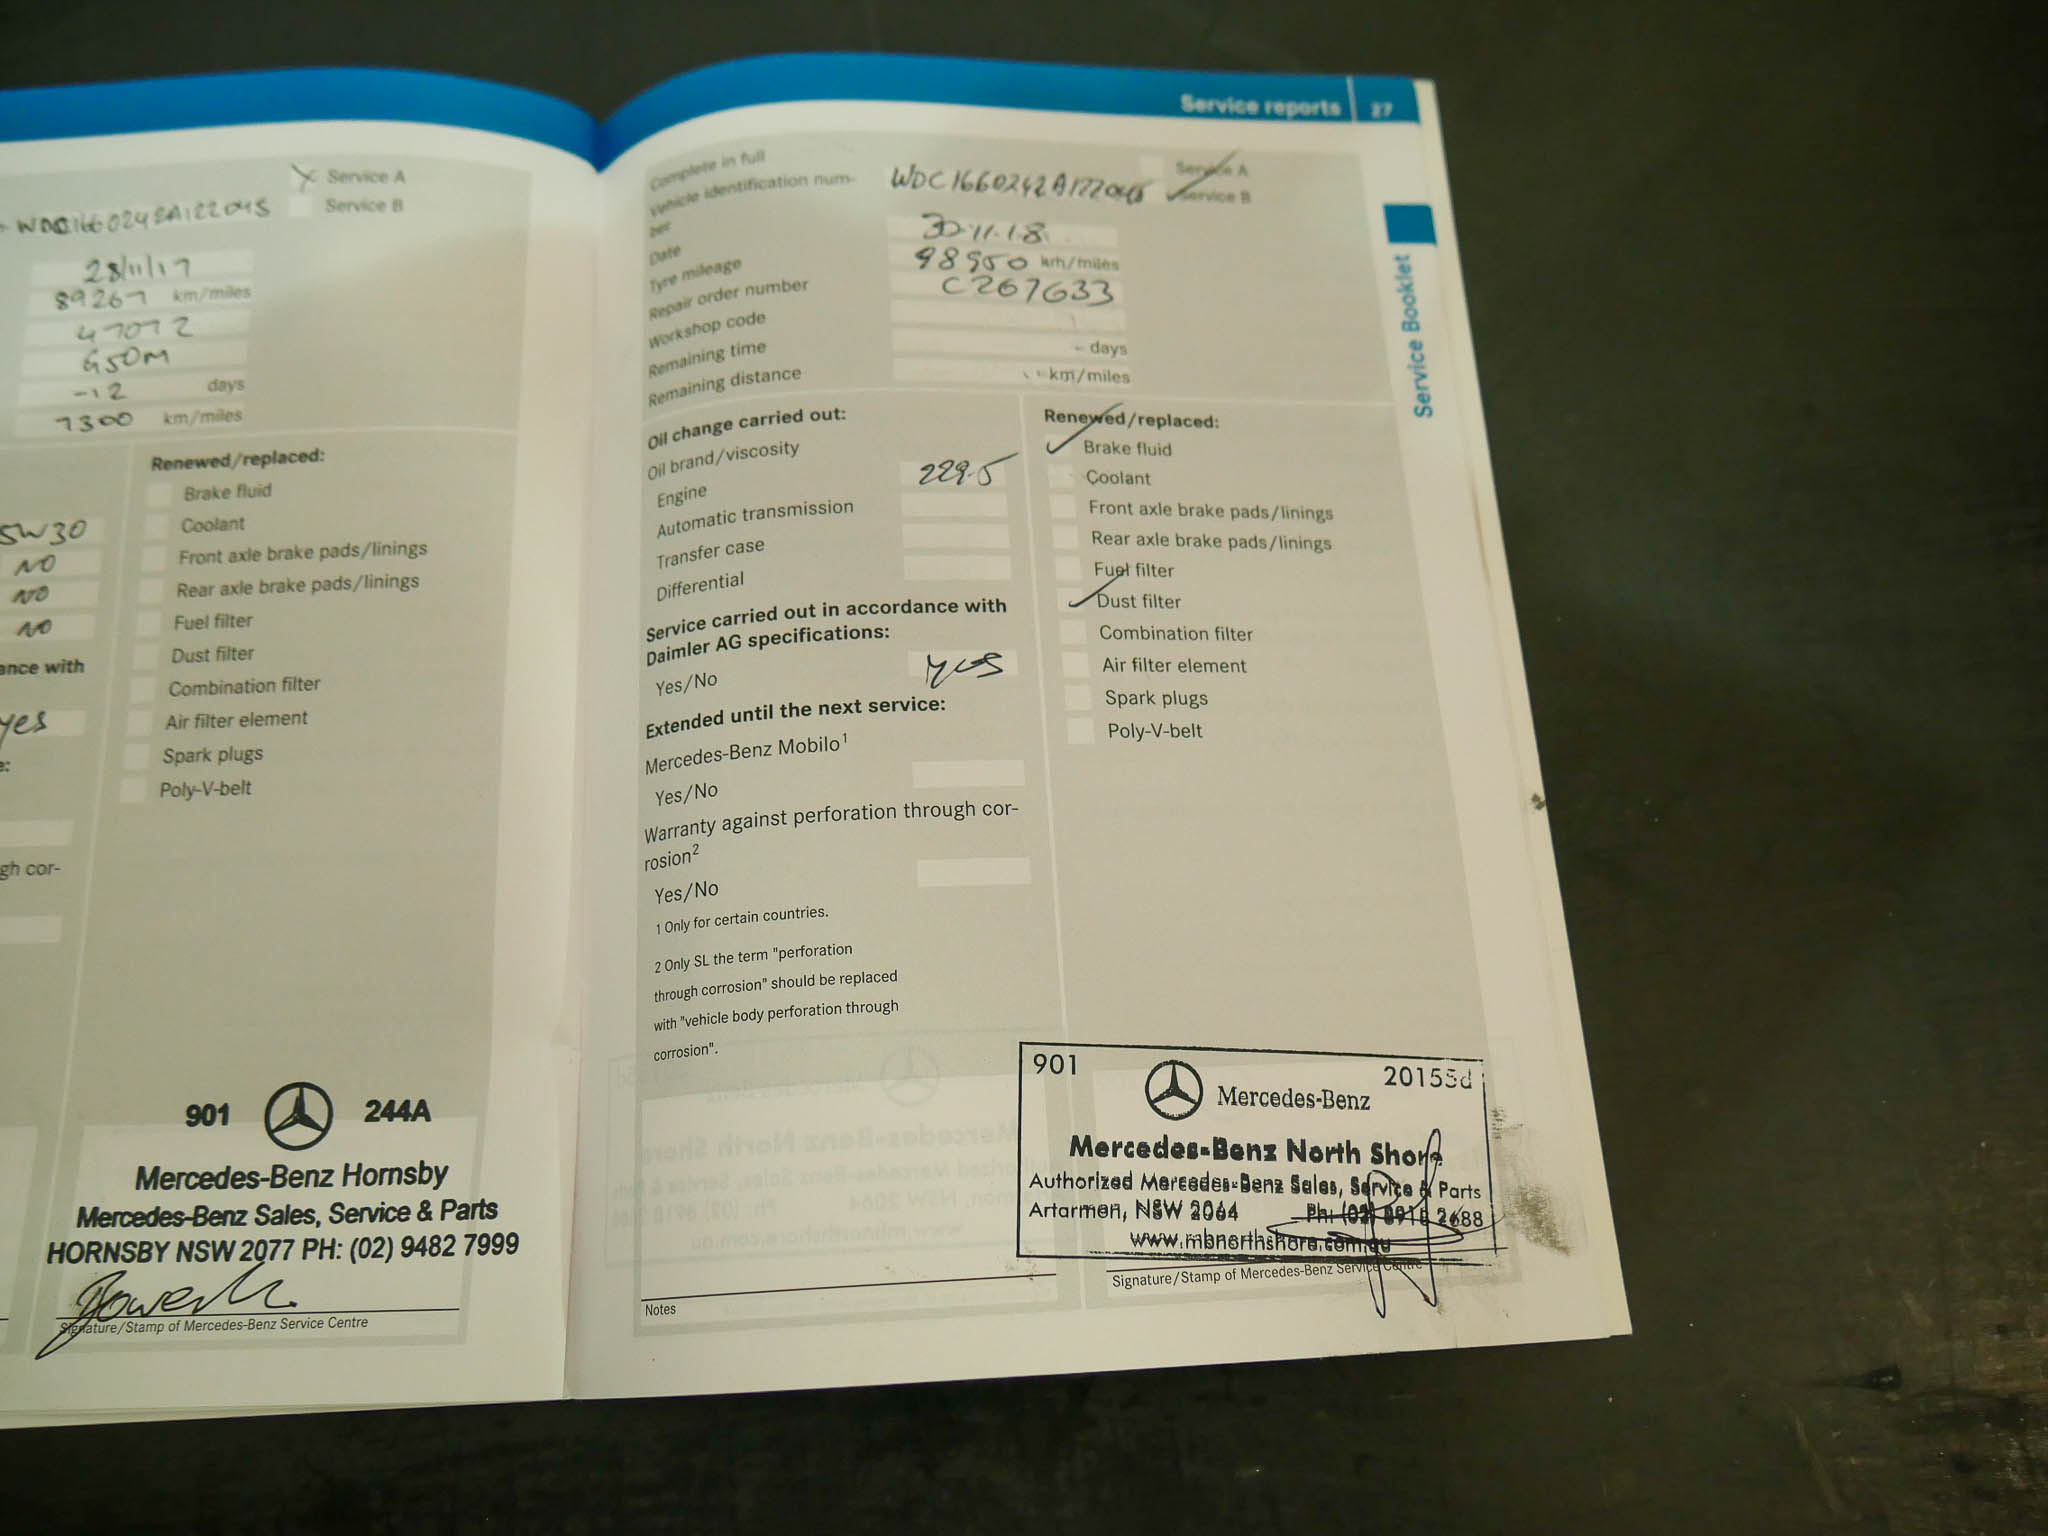 Service A
Service B
WDC1660242A122045
28/11/17
89267 km/miles
47072
GSOM
-12 days
7300 km/miles
Renewed/replaced:
Brake fluid
Coolant
Front axle brake pads/linings
Rear axle brake pads/linings
Fuel filter
Dust filter
Combination filter
Air filter element
Spark plugs
Poly-V-belt
5W30
NO
NO
NO
ance with
yes
e:
gh cor-
901 244A
Mercedes-Benz Hornsby
Mercedes-Benz Sales, Service & Parts
HORNSBY NSW 2077 PH: (02) 9482 7999
Signature/Stamp of Mercedes-Benz Service Centre
Service reports 27
Complete in full
Service A
Service B
Vehicle identification num-
ber
WDC1660242A122045
Date 30.11.18
Tyre mileage 98950 km/miles
Repair order number C267633
Workshop code
Remaining time - days
Remaining distance km/miles
Oil change carried out:
Oil brand/viscosity
Engine 229.5
Automatic transmission
Transfer case
Differential
Service carried out in accordance with
Daimler AG specifications:
Yes/No yes
Extended until the next service:
Mercedes-Benz Mobilo1
Yes/No
Warranty against perforation through cor-
rosion2
Yes/No
1 Only for certain countries.
2 Only SL the term "perforation
through corrosion" should be replaced
with "vehicle body perforation through
corrosion".
Notes
Renewed/replaced:
Brake fluid
Coolant
Front axle brake pads/linings
Rear axle brake pads/linings
Fuel filter
Dust filter
Combination filter
Air filter element
Spark plugs
Poly-V-belt
Service Booklet
901 20155d
Mercedes-Benz
Mercedes-Benz North Shore
Authorized Mercedes-Benz Sales, Service & Parts
Artarmon, NSW 2064 Ph: (02) 8918 2688
www.mbnorthshore.com.au
Signature/Stamp of Mercedes-Benz Service Centre